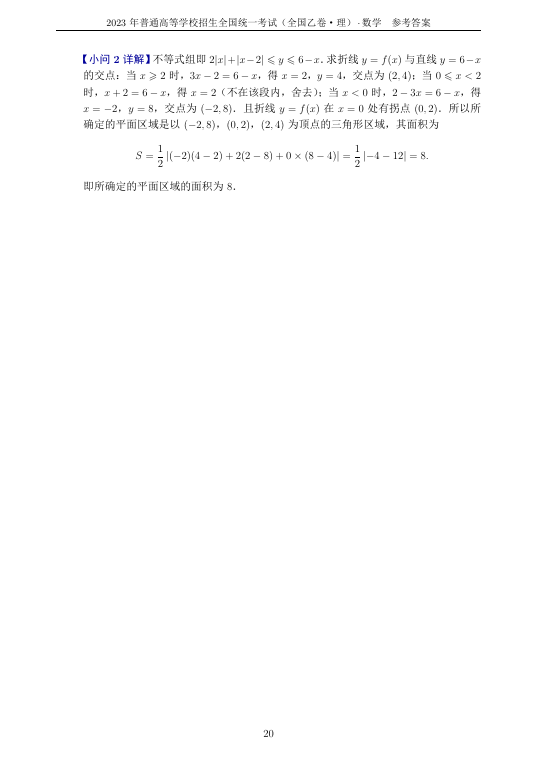 2023 年普通高等学校招生全国统一考试（全国乙卷·理）·数学　参考答案
【小问 2 详解】不等式组即 2|x|+|x−2| ⩽ y ⩽ 6−x. 求折线 y = f(x) 与直线 y = 6−x
的交点：当 x ⩾ 2 时，3x − 2 = 6 − x，得 x = 2，y = 4，交点为 (2, 4)；当 0 ⩽ x < 2
时，x + 2 = 6 − x，得 x = 2（不在该段内，舍去）；当 x < 0 时，2 − 3x = 6 − x，得
x = −2，y = 8，交点为 (−2, 8)．且折线 y = f(x) 在 x = 0 处有拐点 (0, 2)．所以所
确定的平面区域是以 (−2, 8)，(0, 2)，(2, 4) 为顶点的三角形区域，其面积为
S = 1/2 |(−2)(4 − 2) + 2(2 − 8) + 0 × (8 − 4)| = 1/2 |−4 − 12| = 8.
即所确定的平面区域的面积为 8．
20